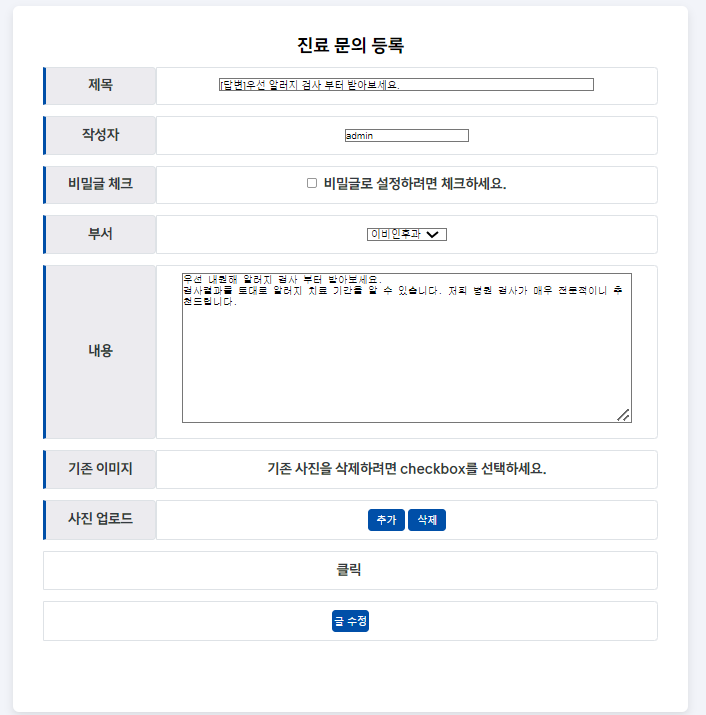 진료 문의 등록
제목
[답변]우선 알러지 검사 부터 받아보세요.
작성자
admin
비밀글 체크
비밀글로 설정하려면 체크하세요.
부서
이비인후과
내용
우선 내원해 알러지 검사 부터 받아보세요.
검사결과를 토대로 알러지 치료 기간을 알 수 있습니다. 저희 병원 검사가 매우 전문적이니 추
천드립니다.
기존 이미지
기존 사진을 삭제하려면 checkbox를 선택하세요.
사진 업로드
추가 삭제
클릭
글 수정